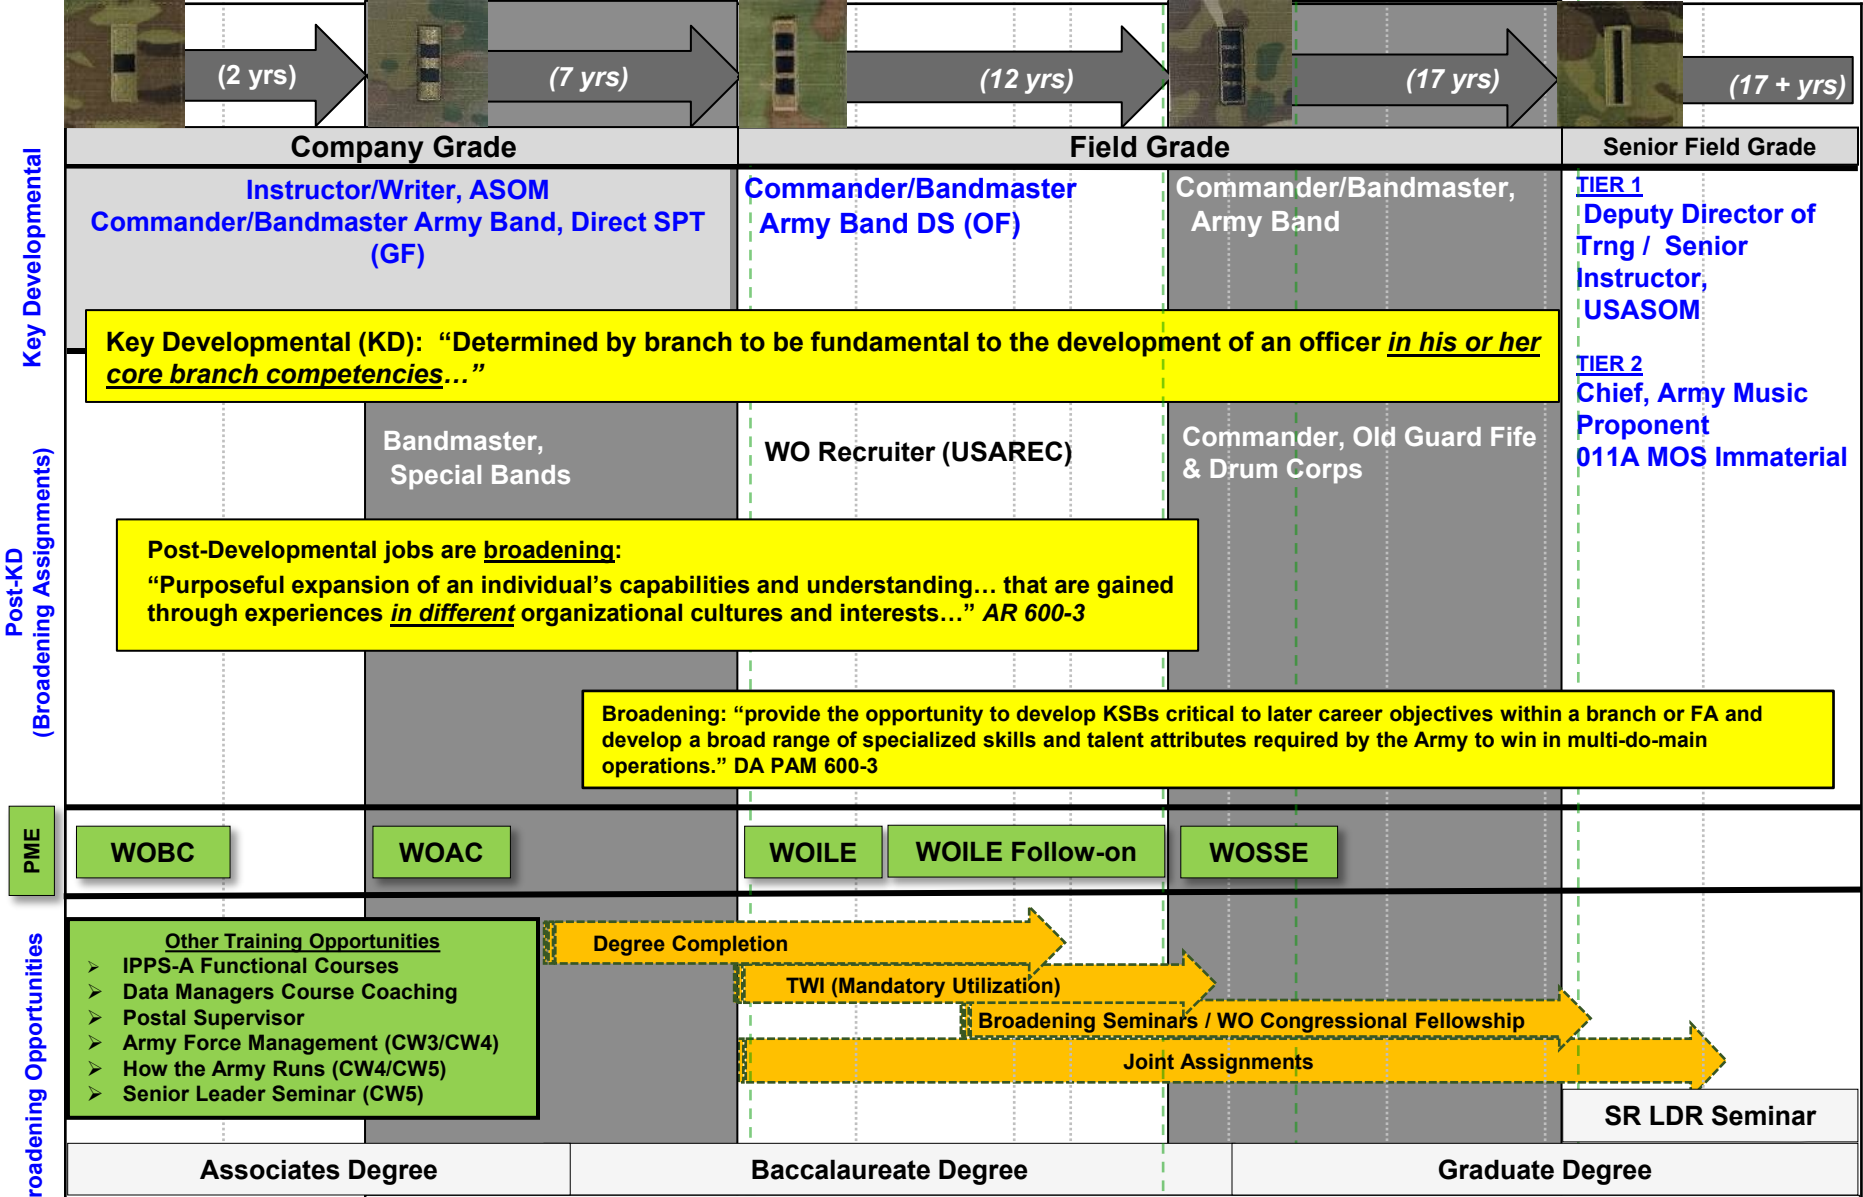 (2 yrs)
(7 yrs)
(12 yrs)
(17 yrs)
(17 + yrs)
Company Grade
Field Grade
Senior Field Grade
Key Developmental
Instructor/Writer, ASOM
Commander/Bandmaster Army Band, Direct SPT
(GF)
Commander/Bandmaster
Army Band DS (OF)
Commander/Bandmaster,
Army Band
TIER 1
Deputy Director of
Trng / Senior
Instructor,
USASOM
TIER 2
Chief, Army Music
Proponent
011A MOS Immaterial
Key Developmental (KD): “Determined by branch to be fundamental to the development of an officer in his or her
core branch competencies…”
Post-KD
(Broadening Assignments)
Bandmaster,
Special Bands
WO Recruiter (USAREC)
Commander, Old Guard Fife
& Drum Corps
Post-Developmental jobs are broadening:
“Purposeful expansion of an individual’s capabilities and understanding… that are gained
through experiences in different organizational cultures and interests…” AR 600-3
Broadening: “provide the opportunity to develop KSBs critical to later career objectives within a branch or FA and
develop a broad range of specialized skills and talent attributes required by the Army to win in multi-do-main
operations.” DA PAM 600-3
PME
WOBC
WOAC
WOILE
WOILE Follow-on
WOSSE
roadening Opportunities
Other Training Opportunities
➢ IPPS-A Functional Courses
➢ Data Managers Course Coaching
➢ Postal Supervisor
➢ Army Force Management (CW3/CW4)
➢ How the Army Runs (CW4/CW5)
➢ Senior Leader Seminar (CW5)
Degree Completion
TWI (Mandatory Utilization)
Broadening Seminars / WO Congressional Fellowship
Joint Assignments
SR LDR Seminar
Associates Degree
Baccalaureate Degree
Graduate Degree